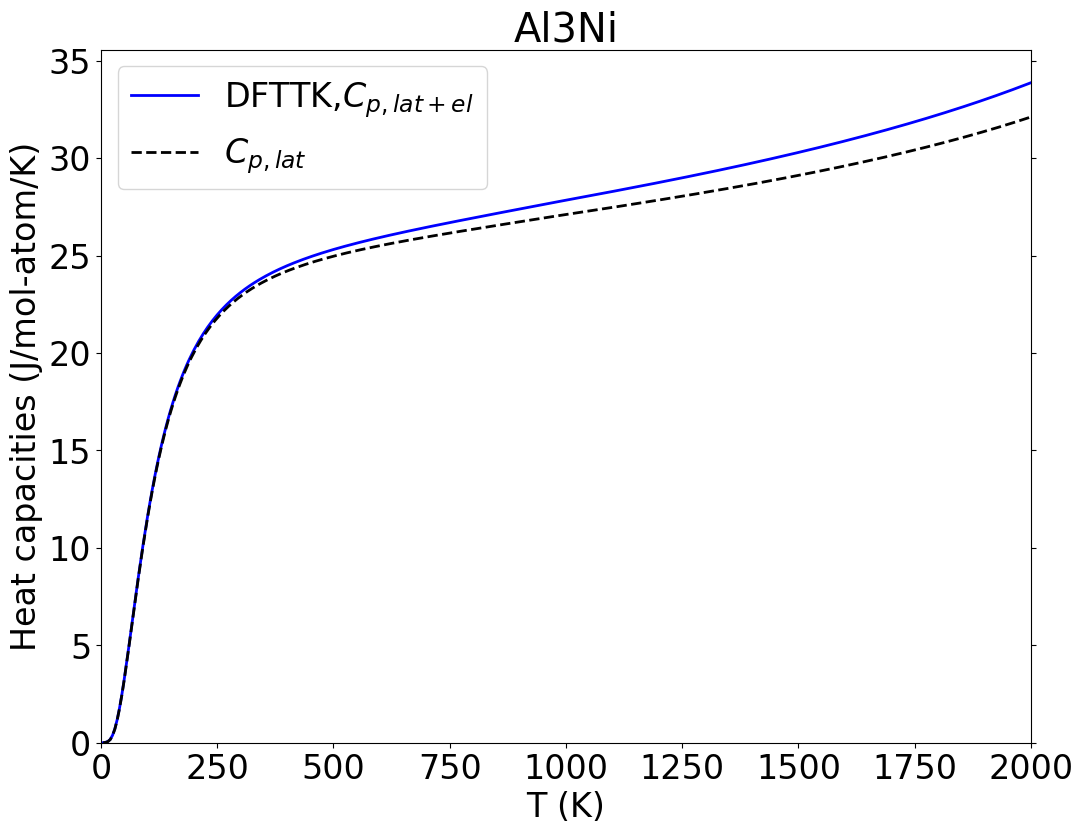 Al3Ni
35
30
25
20
15
10
5
0
Heat capacities (J/mol-atom/K)
DFTTK,C_{p, lat+el}
C_{p, lat}
0 250 500 750 1000 1250 1500 1750 2000
T (K)